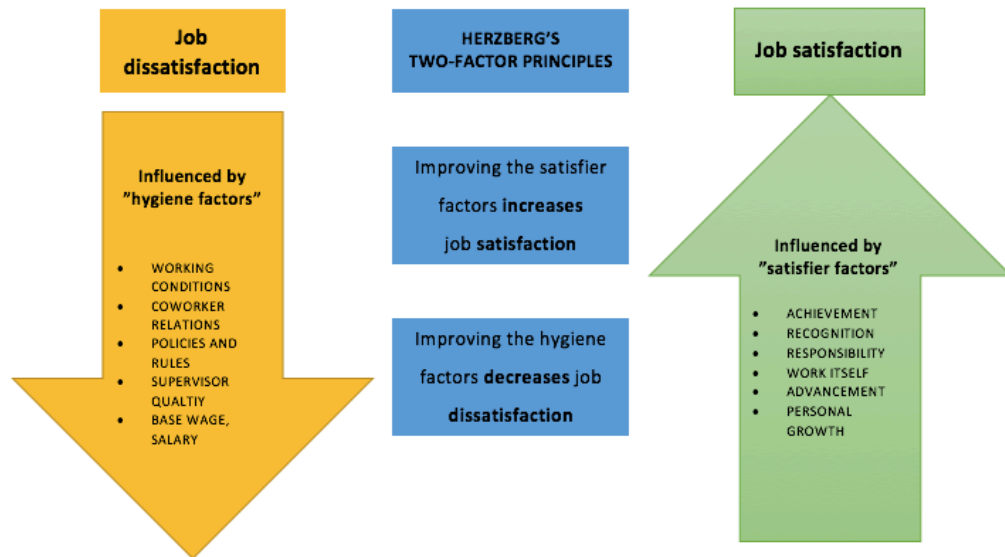 Job
dissatisfaction
Influenced by
”hygiene factors”
• WORKING
CONDITIONS
• COWORKER
RELATIONS
• POLICIES AND
RULES
• SUPERVISOR
QUALTIY
• BASE WAGE,
SALARY
HERZBERG'S
TWO-FACTOR PRINCIPLES
Improving the satisfier
factors increases
job satisfaction
Improving the hygiene
factors decreases job
dissatisfaction
Job satisfaction
Influenced by
”satisfier factors”
• ACHIEVEMENT
• RECOGNITION
• RESPONSIBILITY
• WORK ITSELF
• ADVANCEMENT
• PERSONAL
GROWTH